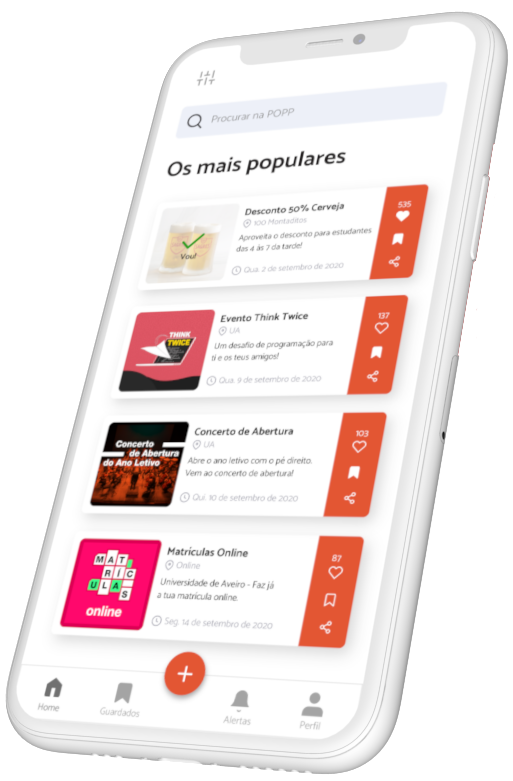 Procurar na POPP
Os mais populares
Vou!
Desconto 50% Cerveja
100 Montaditos
Aproveita o desconto para estudantes
das 4 às 7 da tarde!
Qua. 2 de setembro de 2020
535
THINK
TWICE
Evento Think Twice
UA
Um desafio de programação para
ti e os teus amigos!
Qua. 9 de setembro de 2020
137
Concerto
de Abertura
do Ano Letivo
Concerto de Abertura
UA
Abre o ano letivo com o pé direito.
Vem ao concerto de abertura!
Qui. 10 de setembro de 2020
103
MAT
RÍC
ULAS
online
Matriculas Online
Online
Universidade de Aveiro - Faz já
a tua matricula online.
Seg. 14 de setembro de 2020
87
Home
Guardados
Alertas
Perfil